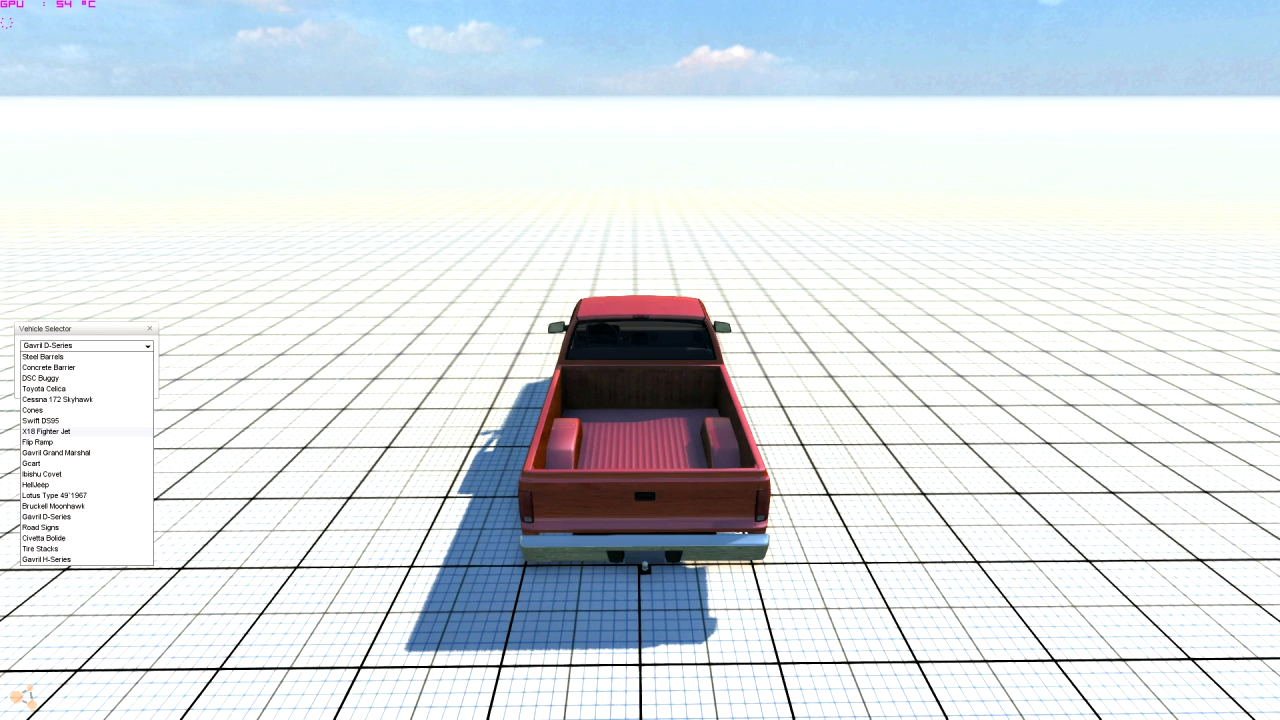 GPU : 54 °C
Vehicle Selector
Gavril D-Series
Steel Barrels
Concrete Barrier
DSC Buggy
Toyota Celica
Cessna 172 Skyhawk
Cones
Swift DS95
X18 Fighter Jet
Flip Ramp
Gavril Grand Marshal
Gcart
Ibishu Covet
HellJeep
Lotus Type 49`1967
Bruckell Moonhawk
Gavril D-Series
Road Signs
Civetta Bolide
Tire Stacks
Gavril H-Series